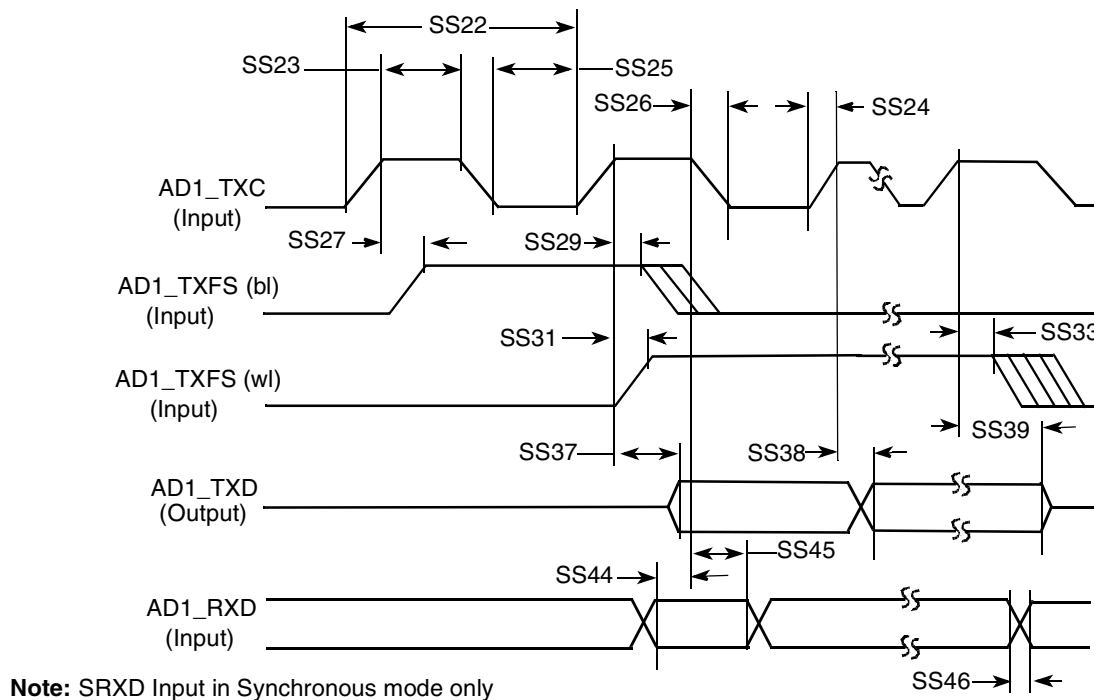 SS22
SS23
SS25
SS26
SS24
AD1_TXC
(Input)
SS27
SS29
AD1_TXFS (bl)
(Input)
SS31
SS33
AD1_TXFS (wl)
(Input)
SS39
SS37
SS38
AD1_TXD
(Output)
SS45
SS44
AD1_RXD
(Input)
SS46
Note: SRXD Input in Synchronous mode only